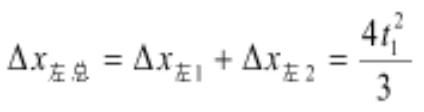 Δx左总 = Δx左1 + Δx左2 = 4t₁²/3